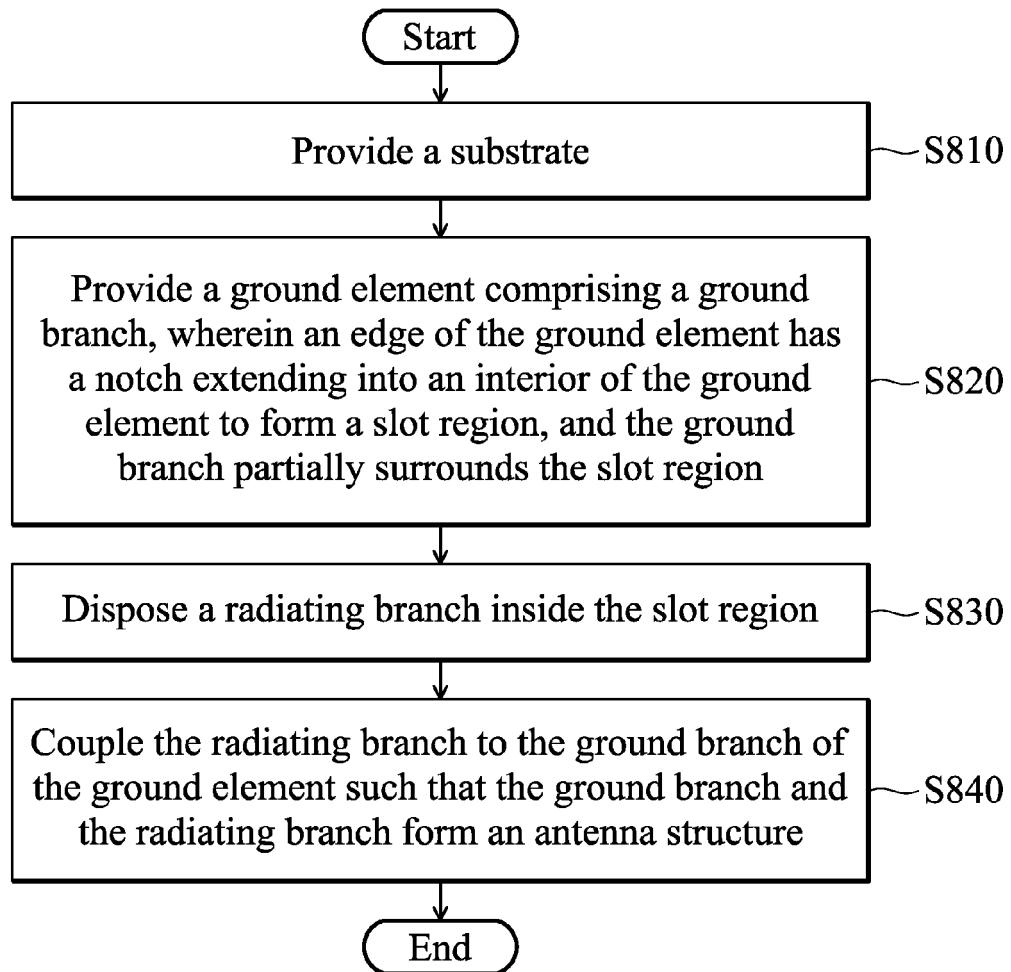 Start
Provide a substrate
S810
Provide a ground element comprising a ground
branch, wherein an edge of the ground element has
a notch extending into an interior of the ground
element to form a slot region, and the ground
branch partially surrounds the slot region
S820
Dispose a radiating branch inside the slot region
S830
Couple the radiating branch to the ground branch of
the ground element such that the ground branch and
the radiating branch form an antenna structure
S840
End